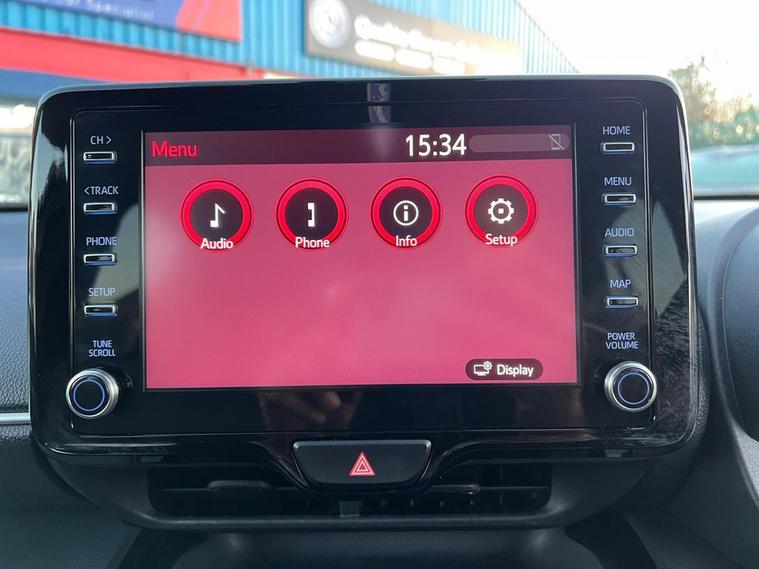 Specialist
CH >
< TRACK
PHONE
SETUP
TUNE
SCROLL
Menu
15:34
Audio
Phone
Info
Setup
Display
HOME
MENU
AUDIO
MAP
POWER
VOLUME